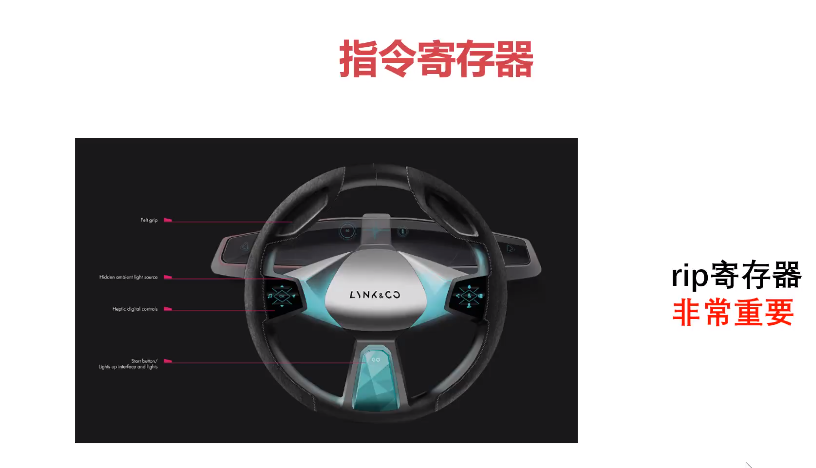 指令寄存器
Felt grip
Hidden ambient light source
LYNK&CO
Haptic digital controls
Start button/
Lights up interface and lights
rip寄存器
非常重要